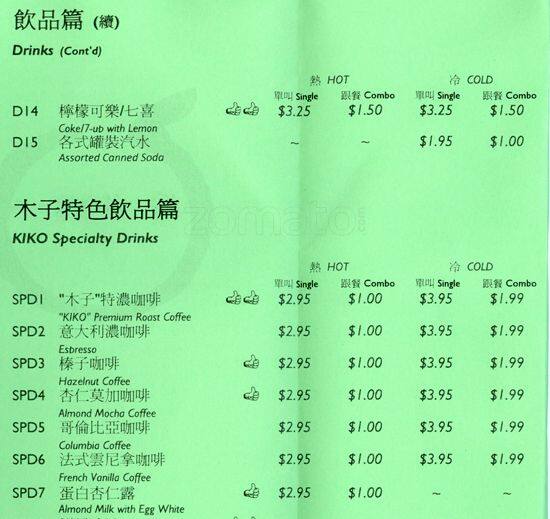 飲品篇 (續)
Drinks (Cont'd)
熱 HOT 冷 COLD
單叫 Single 跟餐 Combo 單叫 Single 跟餐 Combo
D14 檸檬可樂/七喜 $3.25 $1.50 $3.25 $1.50
Coke/7-up with Lemon
D15 各式罐裝汽水 ~ ~ $1.95 $1.00
Assorted Canned Soda
木子特色飲品篇
zomato
KIKO Specialty Drinks
熱 HOT 冷 COLD
單叫 Single 跟餐 Combo 單叫 Single 跟餐 Combo
SPD1 "木子"特濃咖啡 $2.95 $1.00 $3.95 $1.99
"KIKO" Premium Roast Coffee
SPD2 意大利濃咖啡 $2.95 $1.00 $3.95 $1.99
Espresso
SPD3 榛子咖啡 $2.95 $1.00 $3.95 $1.99
Hazelnut Coffee
SPD4 杏仁莫加咖啡 $2.95 $1.00 $3.95 $1.99
Almond Mocha Coffee
SPD5 哥倫比亞咖啡 $2.95 $1.00 $3.95 $1.99
Columbia Coffee
SPD6 法式雲尼拿咖啡 $2.95 $1.00 $3.95 $1.99
French Vanilla Coffee
SPD7 蛋白杏仁露 $2.95 $1.00 ~ ~
Almond Milk with Egg White